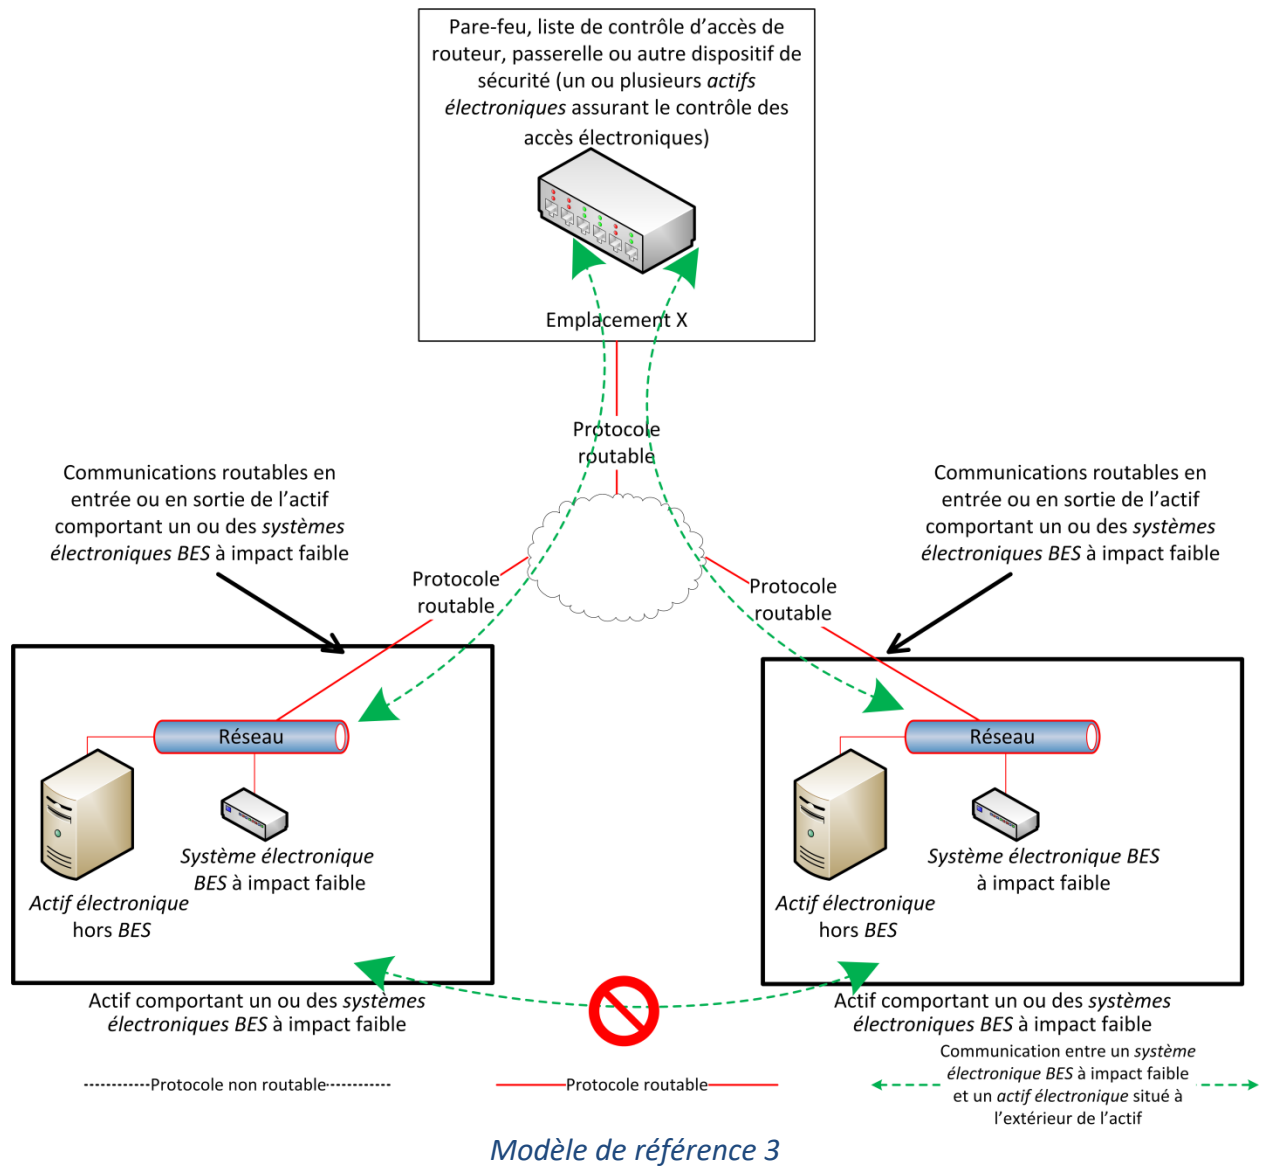 Pare-feu, liste de contrôle d’accès de
routeur, passerelle ou autre dispositif de
sécurité (un ou plusieurs actifs
électroniques assurant le contrôle des
accès électroniques)
Emplacement X
Protocole
routable
Communications routables en
entrée ou en sortie de l’actif
comportant un ou des systèmes
électroniques BES à impact faible
Communications routables en
entrée ou en sortie de l’actif
comportant un ou des systèmes
électroniques BES à impact faible
Protocole
routable
Protocole
routable
Réseau
Système électronique
BES à impact faible
Actif électronique
hors BES
Réseau
Système électronique BES
à impact faible
Actif électronique
hors BES
Actif comportant un ou des systèmes
électroniques BES à impact faible
Actif comportant un ou des systèmes
électroniques BES à impact faible
Protocole non routable
Protocole routable
Communication entre un système
électronique BES à impact faible
et un actif électronique situé à
l’extérieur de l’actif
Modèle de référence 3